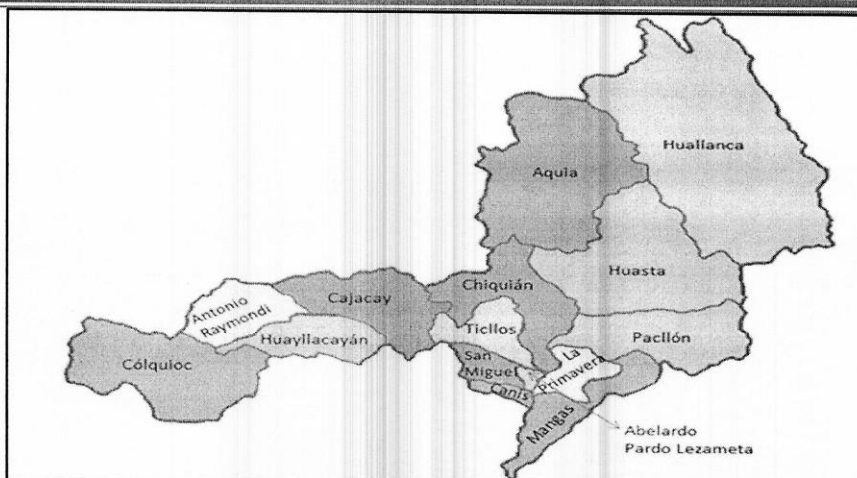 Huallanca
Aquia
Huasta
Chiquián
Cajacay
Antonio
Raymondi
Ticllos
Pacllón
Huayllacayán
Cólquioc
San
Miguel
La
Primavera
Canis
Mangas
Abelardo
Pardo Lezameta